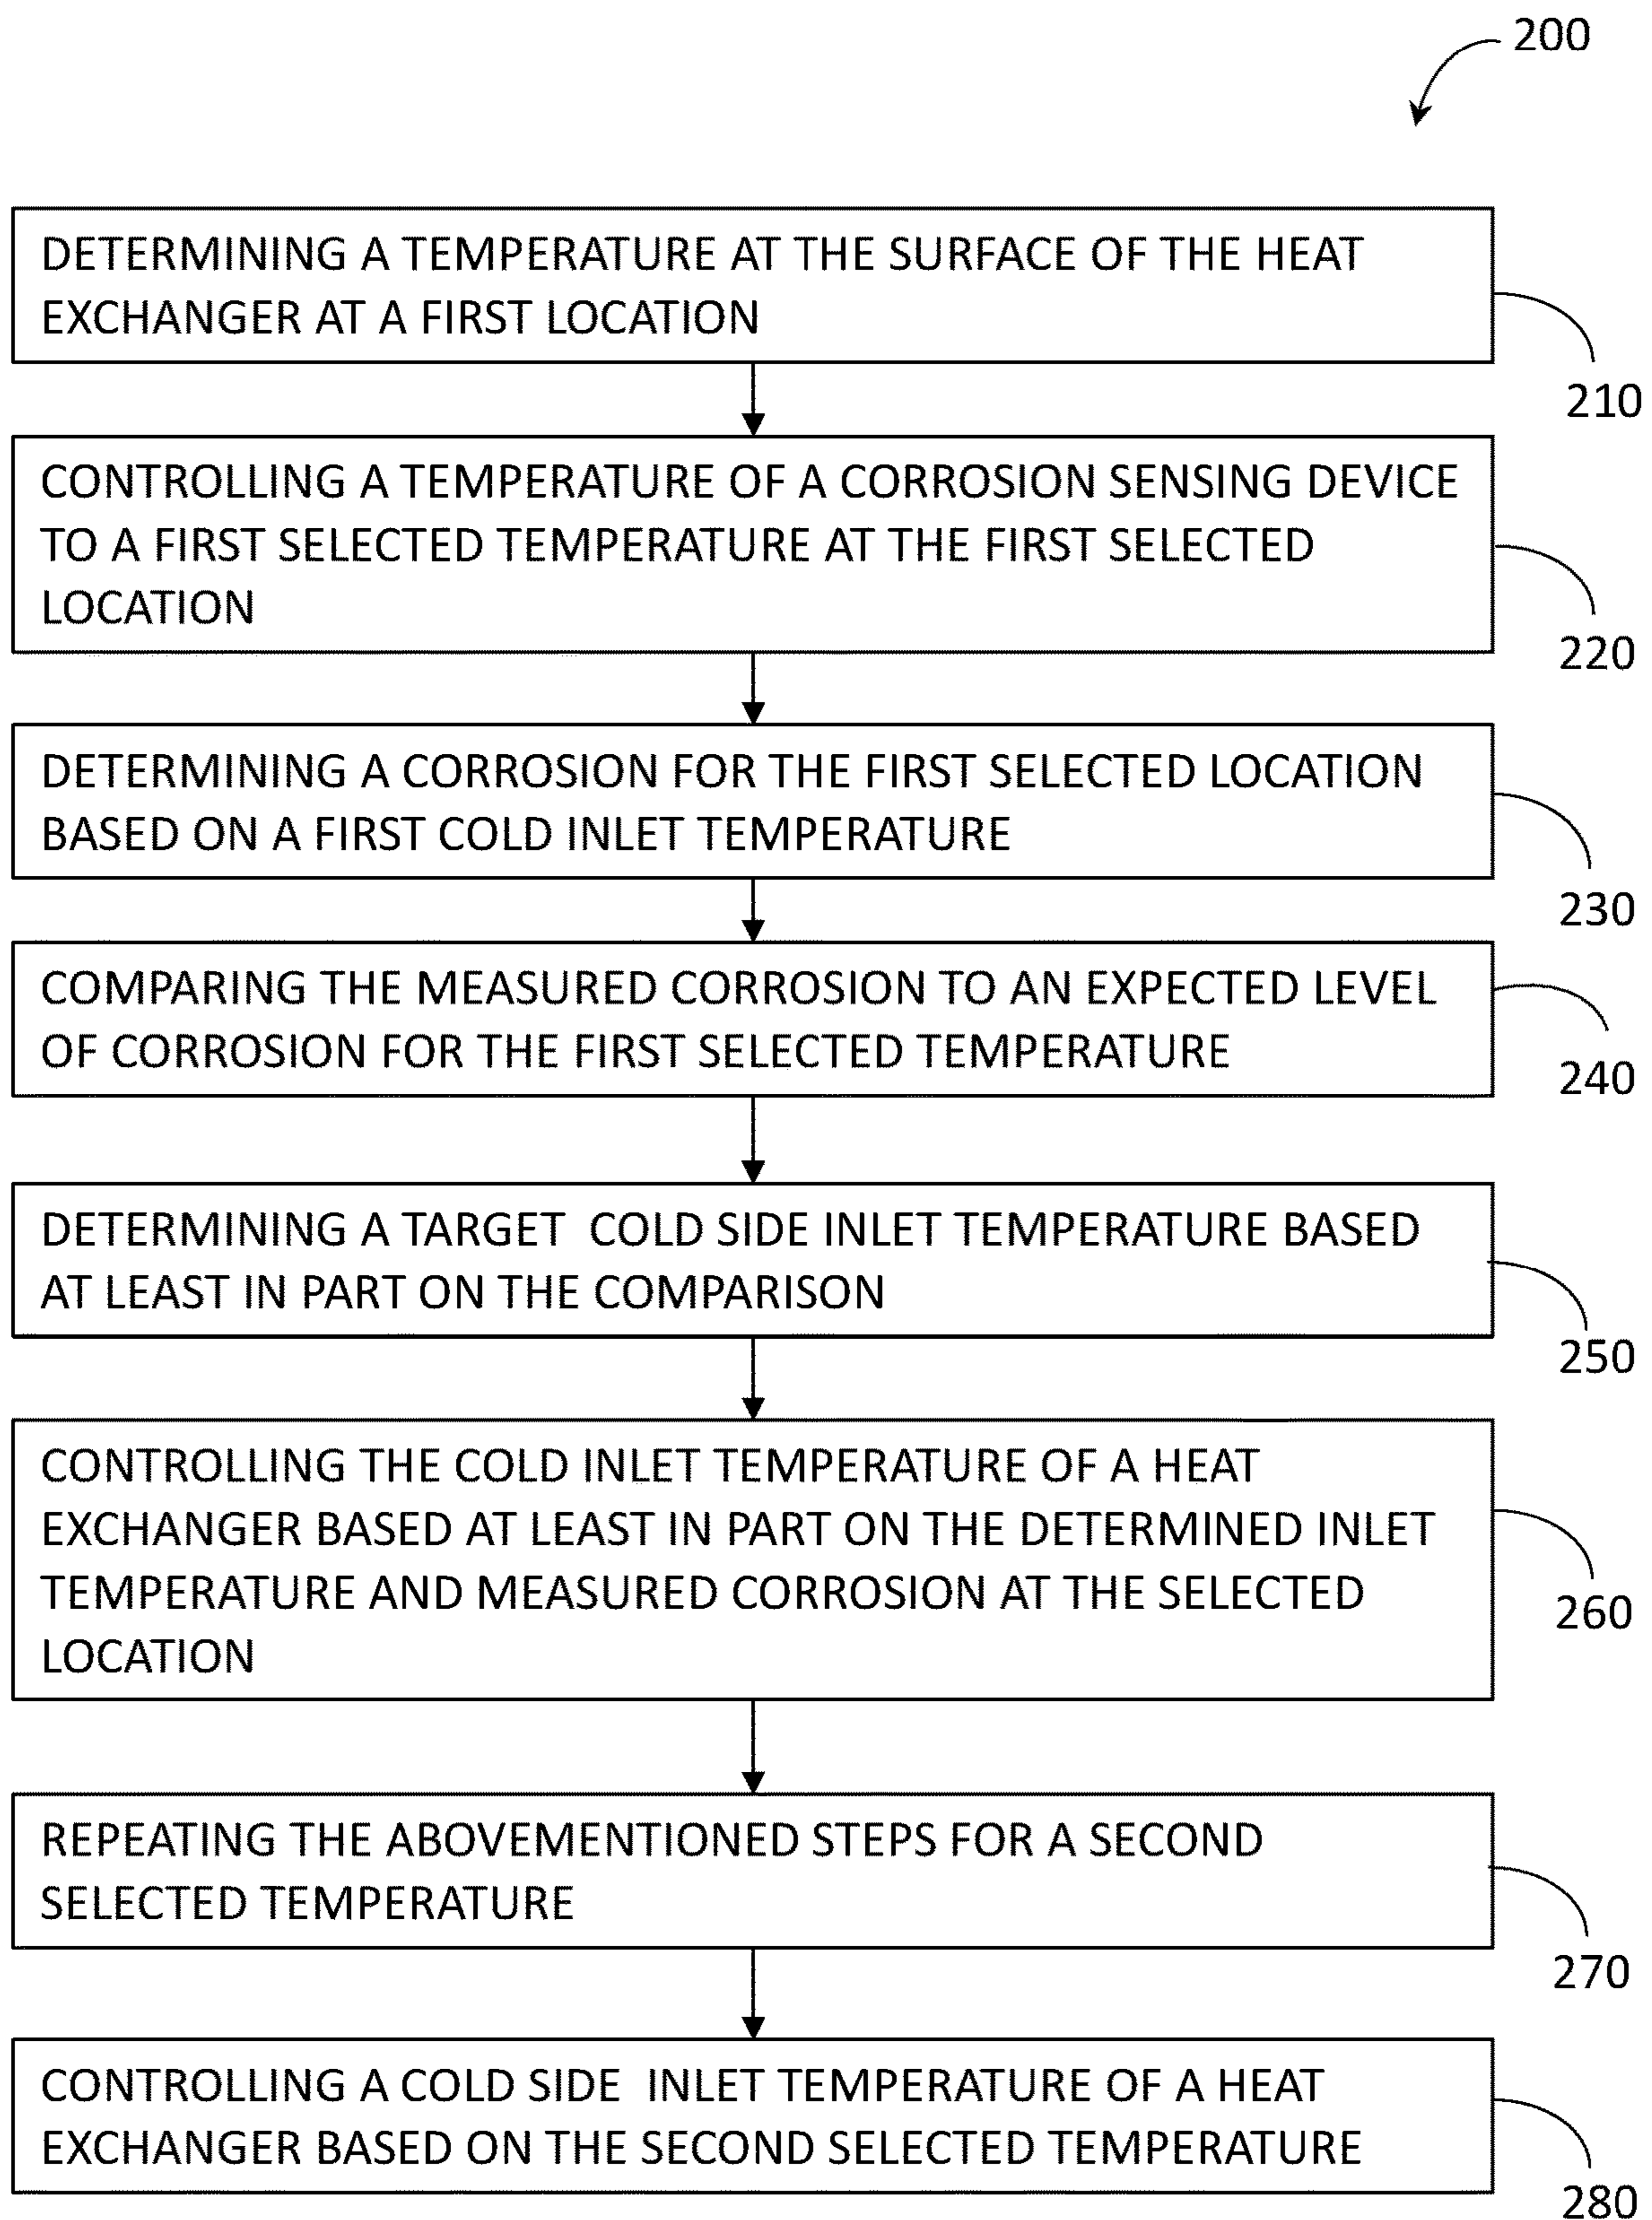 200
DETERMINING A TEMPERATURE AT THE SURFACE OF THE HEAT
EXCHANGER AT A FIRST LOCATION
210
CONTROLLING A TEMPERATURE OF A CORROSION SENSING DEVICE
TO A FIRST SELECTED TEMPERATURE AT THE FIRST SELECTED
LOCATION
220
DETERMINING A CORROSION FOR THE FIRST SELECTED LOCATION
BASED ON A FIRST COLD INLET TEMPERATURE
230
COMPARING THE MEASURED CORROSION TO AN EXPECTED LEVEL
OF CORROSION FOR THE FIRST SELECTED TEMPERATURE
240
DETERMINING A TARGET COLD SIDE INLET TEMPERATURE BASED
AT LEAST IN PART ON THE COMPARISON
250
CONTROLLING THE COLD INLET TEMPERATURE OF A HEAT
EXCHANGER BASED AT LEAST IN PART ON THE DETERMINED INLET
TEMPERATURE AND MEASURED CORROSION AT THE SELECTED
LOCATION
260
REPEATING THE ABOVEMENTIONED STEPS FOR A SECOND
SELECTED TEMPERATURE
270
CONTROLLING A COLD SIDE INLET TEMPERATURE OF A HEAT
EXCHANGER BASED ON THE SECOND SELECTED TEMPERATURE
280